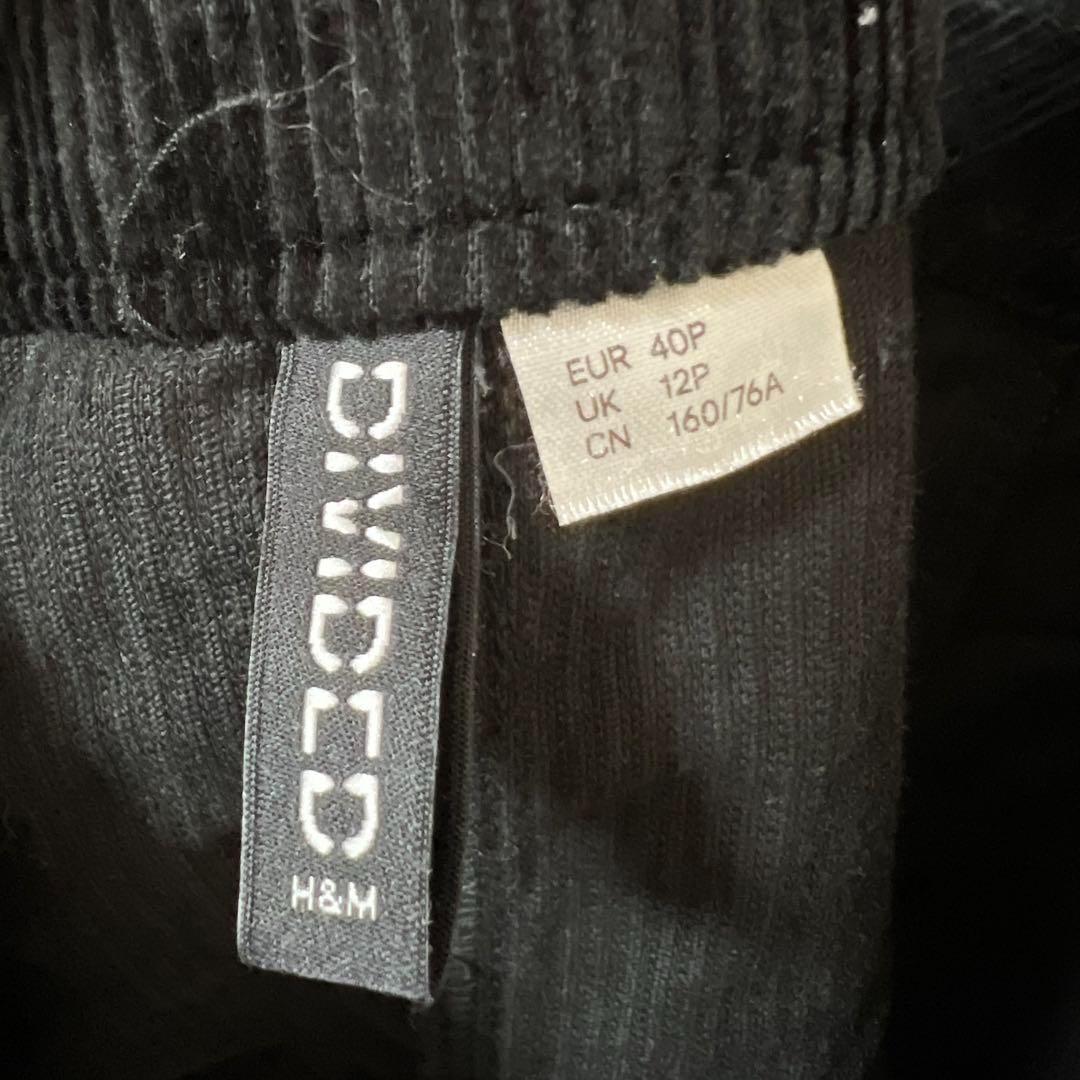 DIVIDED
H&M
EUR 40P
UK 12P
CN 160/76A